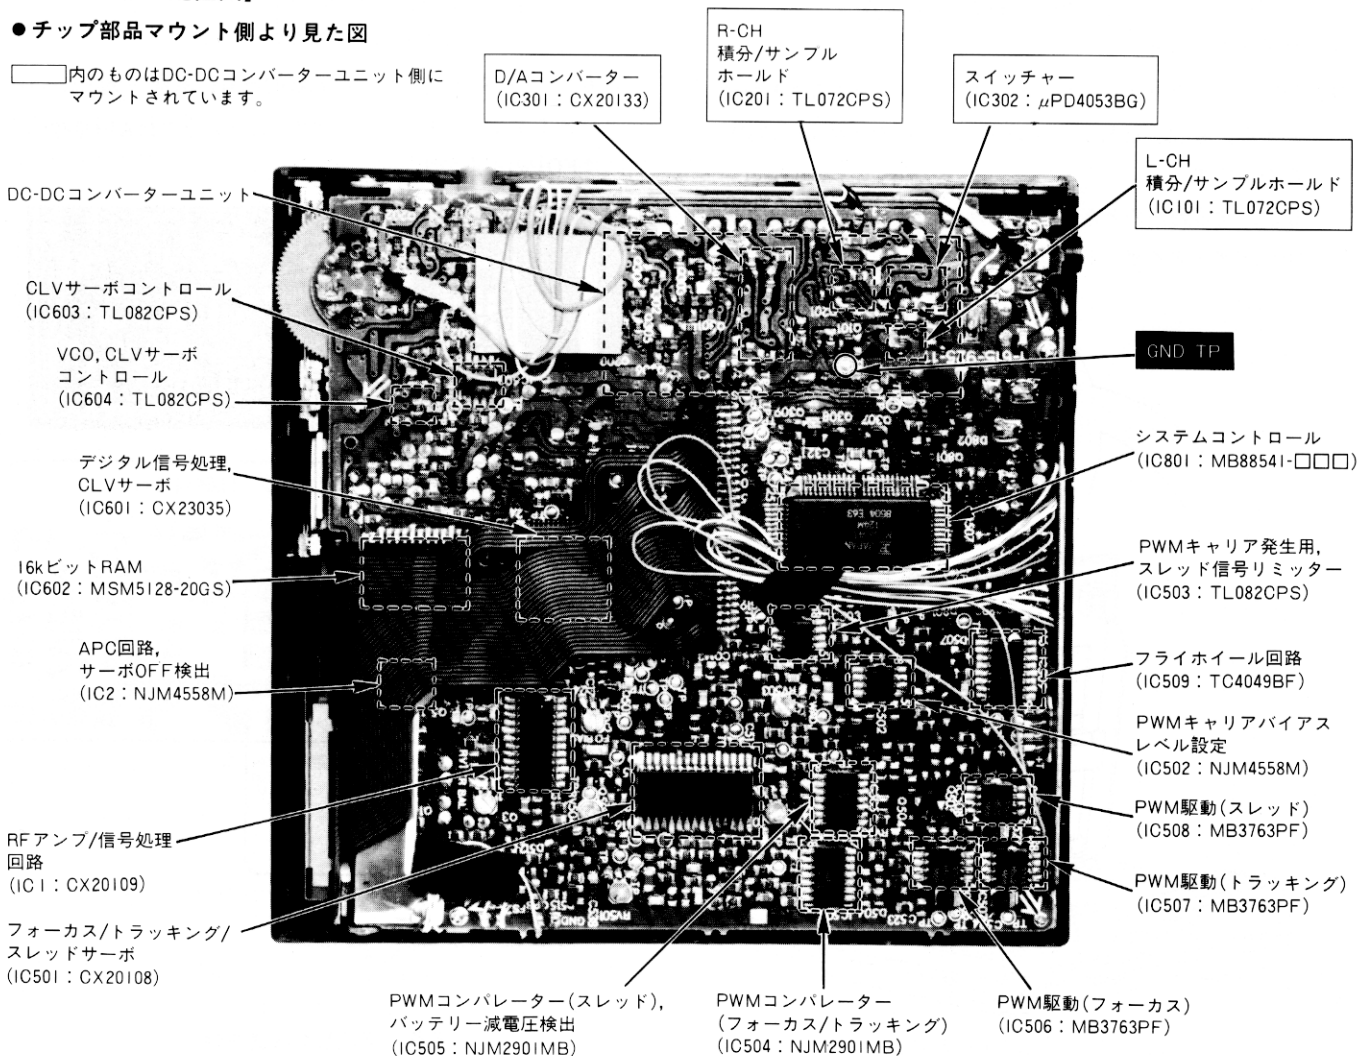 ●チップ部品マウント側より見た図
内のものはDC-DCコンバーターユニット側に
マウントされています。
D/Aコンバーター
(IC301：CX20133)
R-CH
積分/サンプル
ホールド
(IC201：TL072CPS)
スイッチャー
(IC302：μPD4053BG)
L-CH
積分/サンプルホールド
(IC101：TL072CPS)
DC-DCコンバーターユニット
CLVサーボコントロール
(IC603：TL082CPS)
VCO, CLVサーボ
コントロール
(IC604：TL082CPS)
デジタル信号処理,
CLVサーボ
(IC601：CX23035)
16kビットRAM
(IC602：MSM5128-20GS)
APC回路,
サーボOFF検出
(IC2：NJM4558M)
RFアンプ/信号処理
回路
(IC1：CX20109)
フォーカス/トラッキング/
スレッドサーボ
(IC501：CX20108)
GND TP
システムコントロール
(IC801：MB88541-□□□)
PWMキャリア発生用,
スレッド信号リミッター
(IC503：TL082CPS)
フライホイール回路
(IC509：TC4049BF)
PWMキャリアバイアス
レベル設定
(IC502：NJM4558M)
PWM駆動(スレッド)
(IC508：MB3763PF)
PWM駆動(トラッキング)
(IC507：MB3763PF)
PWMコンパレーター(スレッド),
バッテリー減電圧検出
(IC505：NJM2901MB)
PWMコンパレーター
(フォーカス/トラッキング)
(IC504：NJM2901MB)
PWM駆動(フォーカス)
(IC506：MB3763PF)